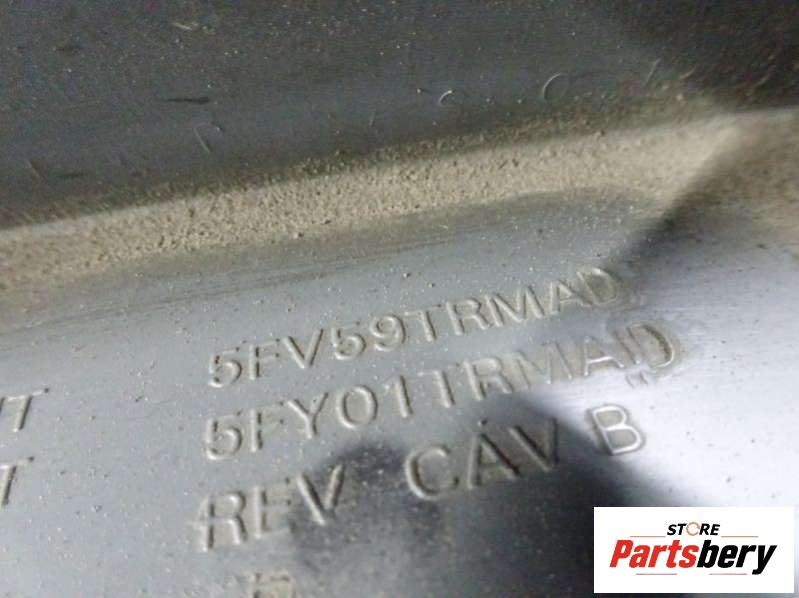 5FV59TRMAD
5FY01TRMAD
REV CAV B
STORE
Partsbery